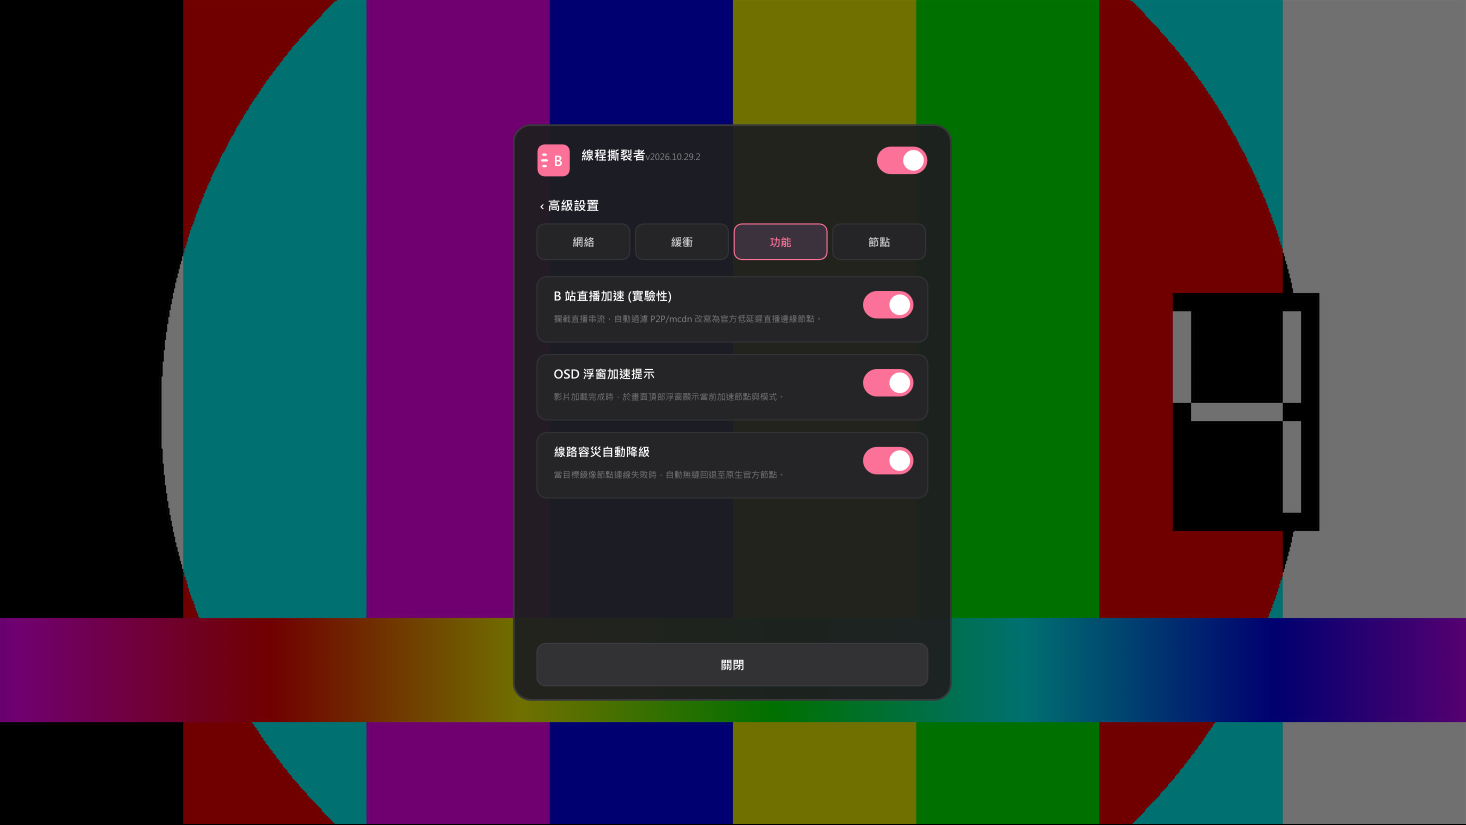 B
線程撕裂者v2026.10.29.2
‹ 高級設置
網絡
緩衝
功能
節點
B 站直播加速 (實驗性)
攔截直播串流，自動過濾 P2P/mcdn 改寫為官方低延遲直播邊緣節點。
OSD 浮窗加速提示
影片加載完成時，於畫面頂部浮窗顯示當前加速節點與模式。
線路容災自動降級
當目標鏡像節點連線失敗時，自動無縫回退至原生官方節點。
關閉
4